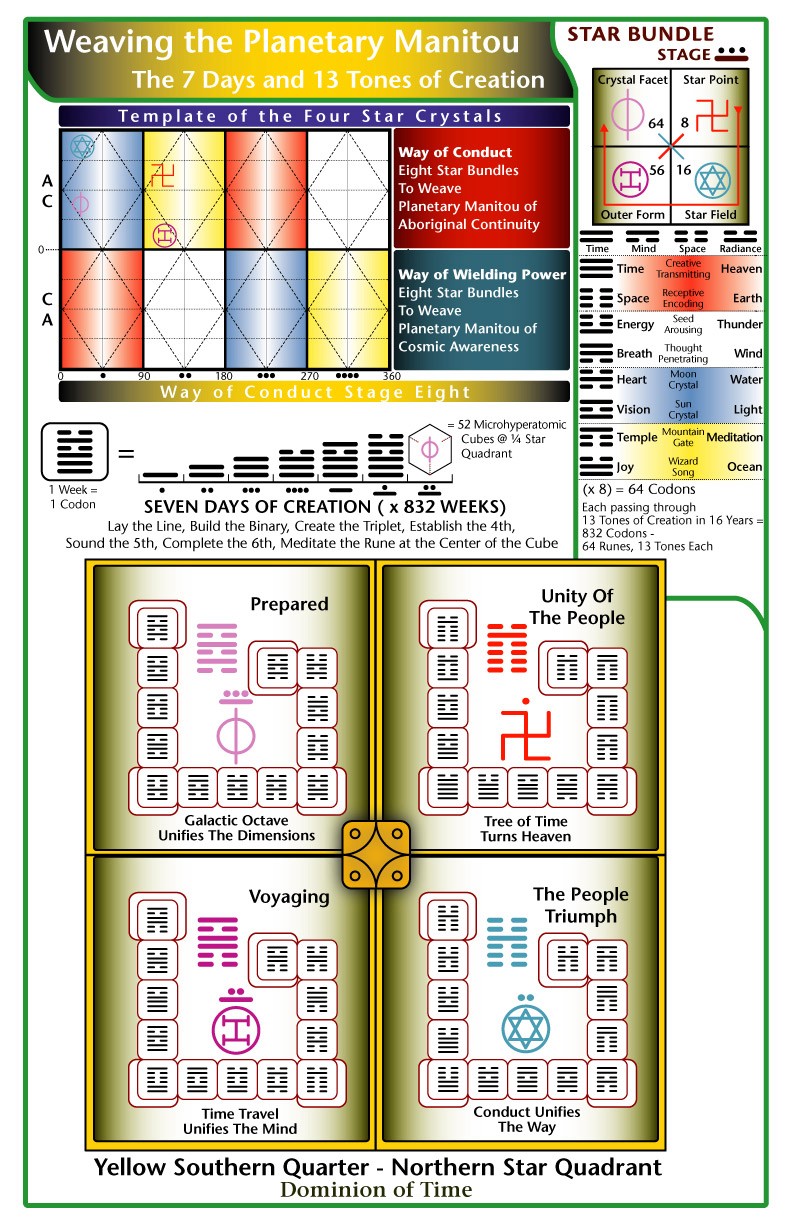 Weaving the Planetary Manitou
The 7 Days and 13 Tones of Creation
STAR BUNDLE
STAGE
Crystal Facet
Star Point
64
8
56
16
Outer Form
Star Field
Template of the Four Star Crystals
A
C
0
C
A
Way of Conduct
Eight Star Bundles
To Weave
Planetary Manitou of
Aboriginal Continuity
Way of Wielding Power
Eight Star Bundles
To Weave
Planetary Manitou of
Cosmic Awareness
0 90 180 270 360
Way of Conduct Stage Eight
Time Mind Space Radiance
Time Creative Transmitting Heaven
Space Receptive Encoding Earth
Energy Seed Arousing Thunder
Breath Thought Penetrating Wind
Heart Moon Crystal Water
Vision Sun Crystal Light
Temple Mountain Gate Meditation
Joy Wizard Song Ocean
(x 8) = 64 Codons
Each passing through
13 Tones of Creation in 16 Years =
832 Codons -
64 Runes, 13 Tones Each
1 Week =
1 Codon
=
= 52 Microhyperatomic
Cubes @ ¼ Star
Quadrant
SEVEN DAYS OF CREATION ( x 832 WEEKS)
Lay the Line, Build the Binary, Create the Triplet, Establish the 4th,
Sound the 5th, Complete the 6th, Meditate the Rune at the Center of the Cube
Prepared
Galactic Octave
Unifies The Dimensions
Unity Of
The People
Tree of Time
Turns Heaven
Voyaging
Time Travel
Unifies The Mind
The People
Triumph
Conduct Unifies
The Way
Yellow Southern Quarter - Northern Star Quadrant
Dominion of Time